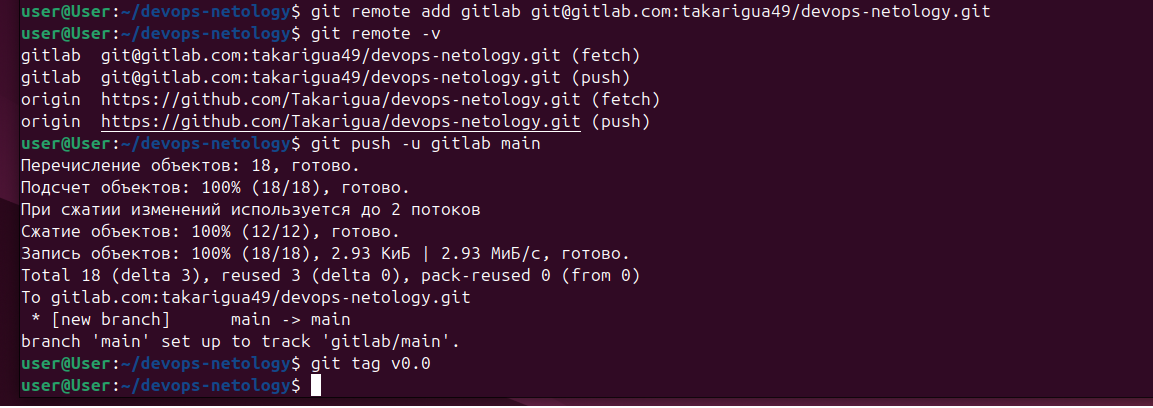 user@User:~/devops-netology$ git remote add gitlab git@gitlab.com:takarigua49/devops-netology.git
user@User:~/devops-netology$ git remote -v
gitlab  git@gitlab.com:takarigua49/devops-netology.git (fetch)
gitlab  git@gitlab.com:takarigua49/devops-netology.git (push)
origin  https://github.com/Takarigua/devops-netology.git (fetch)
origin  https://github.com/Takarigua/devops-netology.git (push)
user@User:~/devops-netology$ git push -u gitlab main
Перечисление объектов: 18, готово.
Подсчет объектов: 100% (18/18), готово.
При сжатии изменений используется до 2 потоков
Сжатие объектов: 100% (12/12), готово.
Запись объектов: 100% (18/18), 2.93 КиБ | 2.93 МиБ/с, готово.
Total 18 (delta 3), reused 3 (delta 0), pack-reused 0 (from 0)
To gitlab.com:takarigua49/devops-netology.git
 * [new branch]      main -> main
branch 'main' set up to track 'gitlab/main'.
user@User:~/devops-netology$ git tag v0.0
user@User:~/devops-netology$